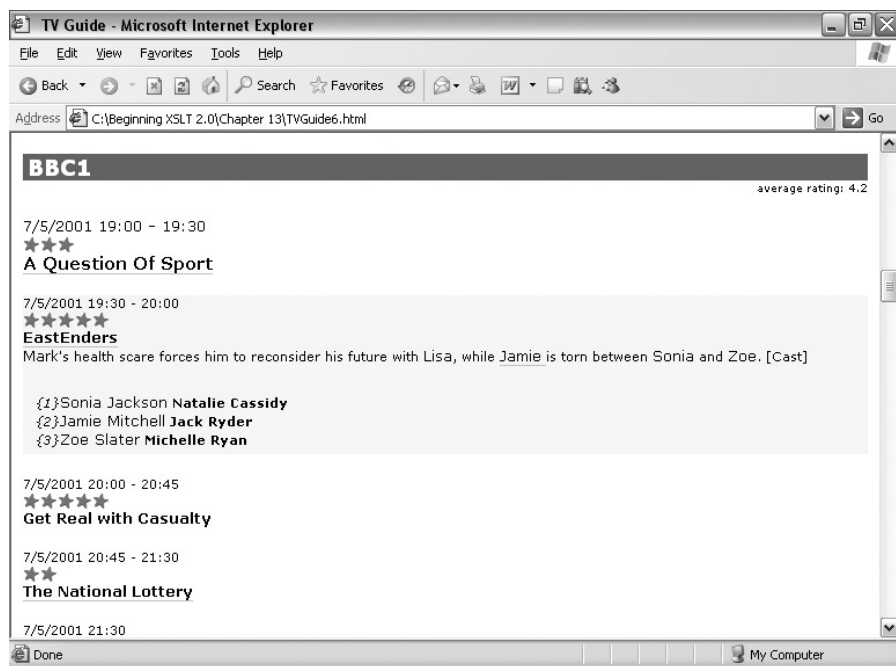 TV Guide - Microsoft Internet Explorer
File Edit View Favorites Tools Help
Back Search Favorites
Address C:\Beginning XSLT 2.0\Chapter 13\TVGuide6.html Go
BBC1
average rating: 4.2
7/5/2001 19:00 - 19:30
A Question Of Sport
7/5/2001 19:30 - 20:00
EastEnders
Mark's health scare forces him to reconsider his future with Lisa, while Jamie is torn between Sonia and Zoe. [Cast]
{1}Sonia Jackson Natalie Cassidy
{2}Jamie Mitchell Jack Ryder
{3}Zoe Slater Michelle Ryan
7/5/2001 20:00 - 20:45
Get Real with Casualty
7/5/2001 20:45 - 21:30
The National Lottery
7/5/2001 21:30
Done My Computer